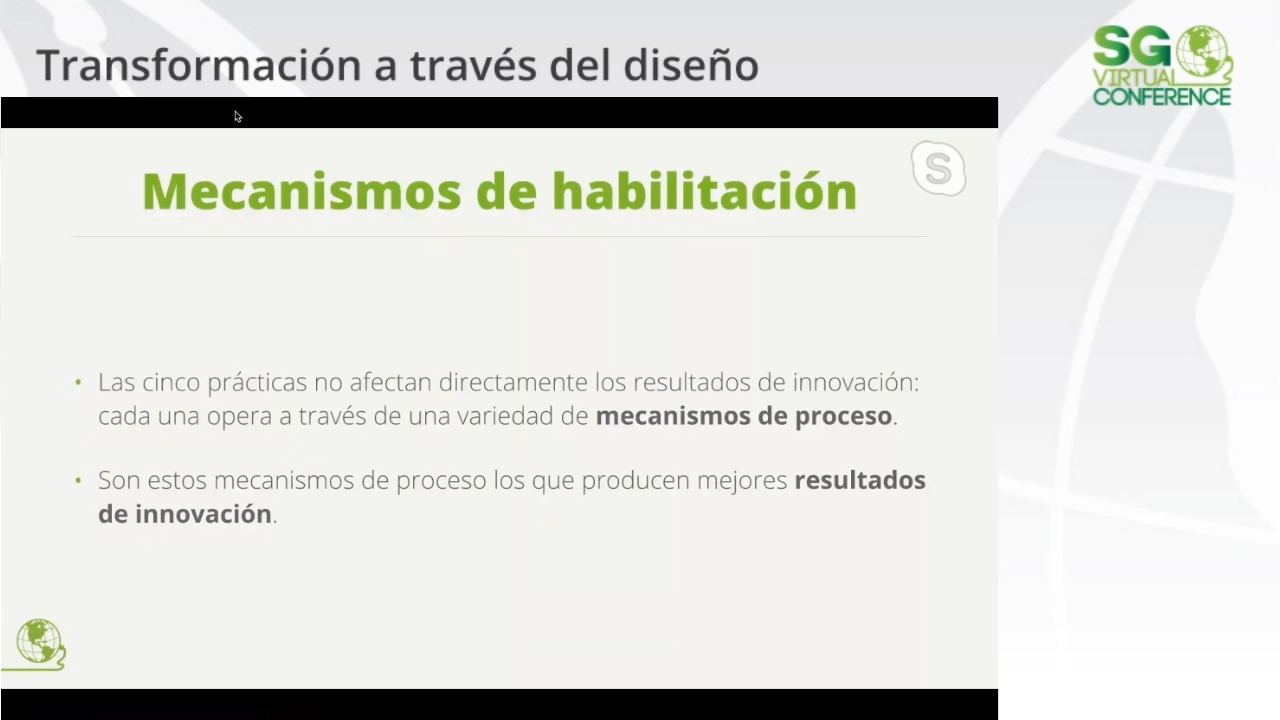 Transformación a través del diseño
SG
VIRTUAL
CONFERENCE
S
Mecanismos de habilitación
• Las cinco prácticas no afectan directamente los resultados de innovación:
cada una opera a través de una variedad de mecanismos de proceso.
• Son estos mecanismos de proceso los que producen mejores resultados
de innovación.